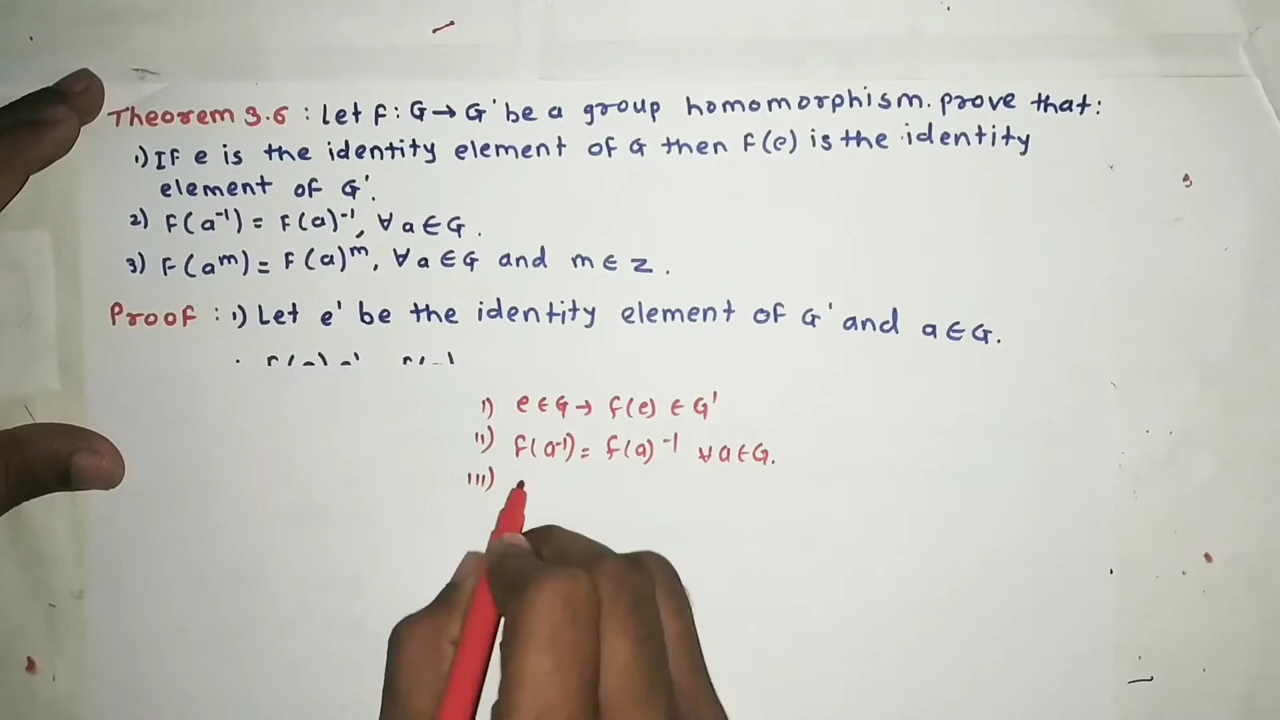 Theorem 3.6 : Let f : G → G' be a group homomorphism. prove that :
1) If e is the identity element of G then f(e) is the identity
element of G'.
2) f(a⁻¹) = f(a)⁻¹, ∀ a ∈ G.
3) f(aᵐ) = f(a)ᵐ, ∀ a ∈ G and m ∈ Z.
Proof : 1) Let e' be the identity element of G' and a ∈ G.
i) e ∈ G → f(e) ∈ G'
ii) f(a⁻¹) = f(a)⁻¹ ∀ a ∈ G.
iii)